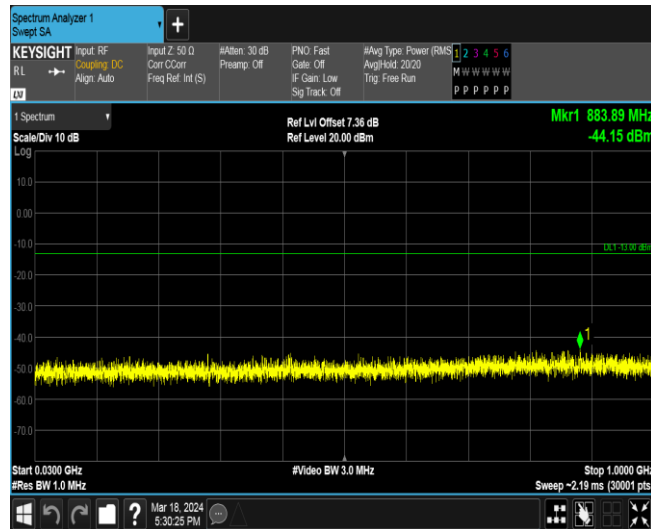 Spectrum Analyzer 1
Swept SA
+
KEYSIGHT
RL
LXI
Input: RF
Coupling: DC
Align: Auto
Input Z: 50 Ω
Corr CCorr
Freq Ref: Int (S)
#Atten: 30 dB
Preamp: Off
PNO: Fast
Gate: Off
IF Gain: Low
Sig Track: Off
#Avg Type: Power (RMS
Avg|Hold: 20/20
Trig: Free Run
1 2 3 4 5 6
M W W W W W
P P P P P P
1 Spectrum
Scale/Div 10 dB
Log
Ref Lvl Offset 7.36 dB
Ref Level 20.00 dBm
Mkr1 883.89 MHz
-44.15 dBm
10.0
0.00
-10.0
DL1 -13.00 dBm
-20.0
-30.0
-40.0
1
-50.0
-60.0
-70.0
Start 0.0300 GHz
#Res BW 1.0 MHz
#Video BW 3.0 MHz
Stop 1.0000 GHz
Sweep ~2.19 ms (30001 pts
?
Mar 18, 2024
5:30:25 PM